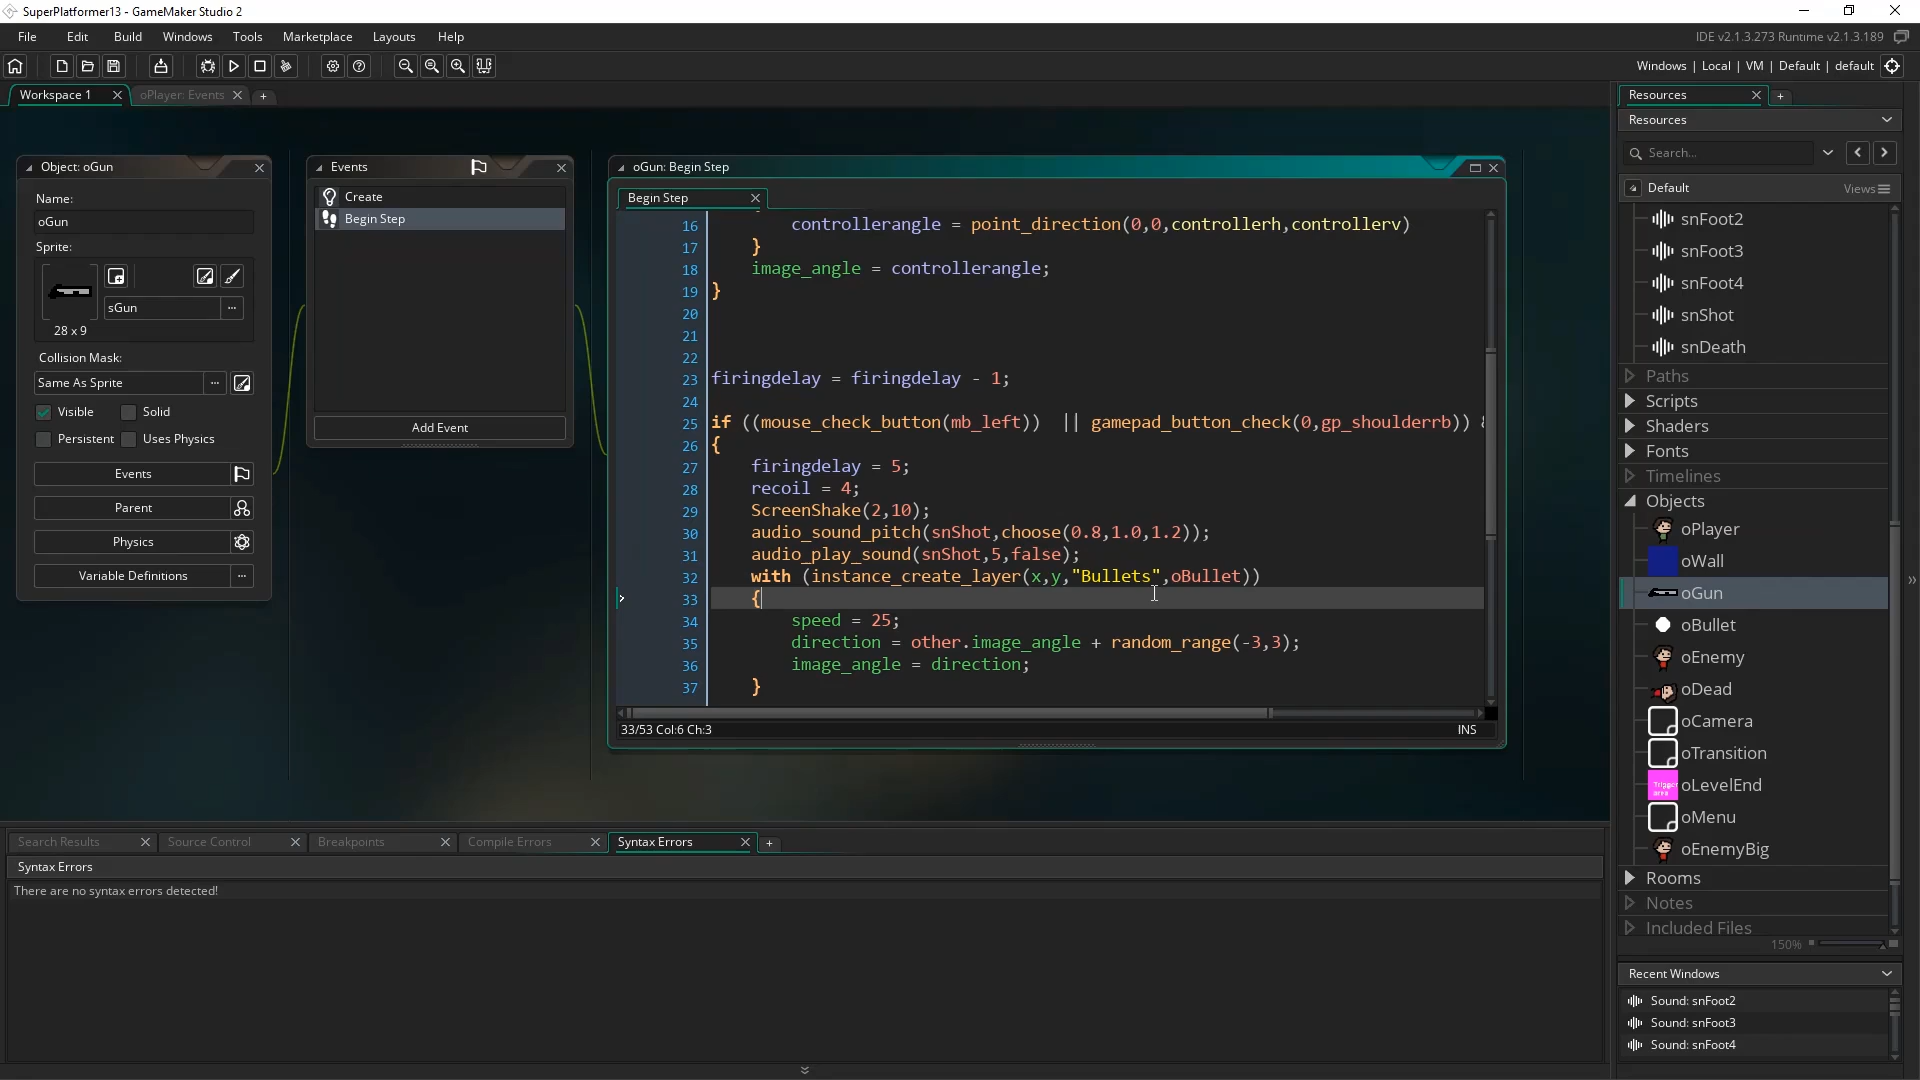 SuperPlatformer13 - GameMaker Studio 2
File Edit Build Windows Tools Marketplace Layouts Help
IDE v2.1.3.273 Runtime v2.1.3.189
Windows | Local | VM | Default | default
Workspace 1
oPlayer: Events
Object: oGun
Name:
oGun
Sprite:
sGun
28 x 9
Collision Mask:
Same As Sprite
Visible
Solid
Persistent
Uses Physics
Events
Parent
Physics
Variable Definitions
Events
Create
Begin Step
Add Event
oGun: Begin Step
Begin Step
16 controllerangle = point_direction(0,0,controllerh,controllerv)
17 }
18 image_angle = controllerangle;
19 }
20
21
22
23 firingdelay = firingdelay - 1;
24
25 if ((mouse_check_button(mb_left)) || gamepad_button_check(0,gp_shoulderrb)) &
26 {
27 firingdelay = 5;
28 recoil = 4;
29 ScreenShake(2,10);
30 audio_sound_pitch(snShot,choose(0.8,1.0,1.2));
31 audio_play_sound(snShot,5,false);
32 with (instance_create_layer(x,y,"Bullets",oBullet))
33 {
34 speed = 25;
35 direction = other.image_angle + random_range(-3,3);
36 image_angle = direction;
37 }
33/53 Col:6 Ch:3
INS
Resources
Resources
Search...
Default
Views
snFoot2
snFoot3
snFoot4
snShot
snDeath
Paths
Scripts
Shaders
Fonts
Timelines
Objects
oPlayer
oWall
oGun
oBullet
oEnemy
oDead
oCamera
oTransition
Trigger
area
oLevelEnd
oMenu
oEnemyBig
Rooms
Notes
Included Files
150%
Recent Windows
Sound: snFoot2
Sound: snFoot3
Sound: snFoot4
Search Results
Source Control
Breakpoints
Compile Errors
Syntax Errors
Syntax Errors
There are no syntax errors detected!